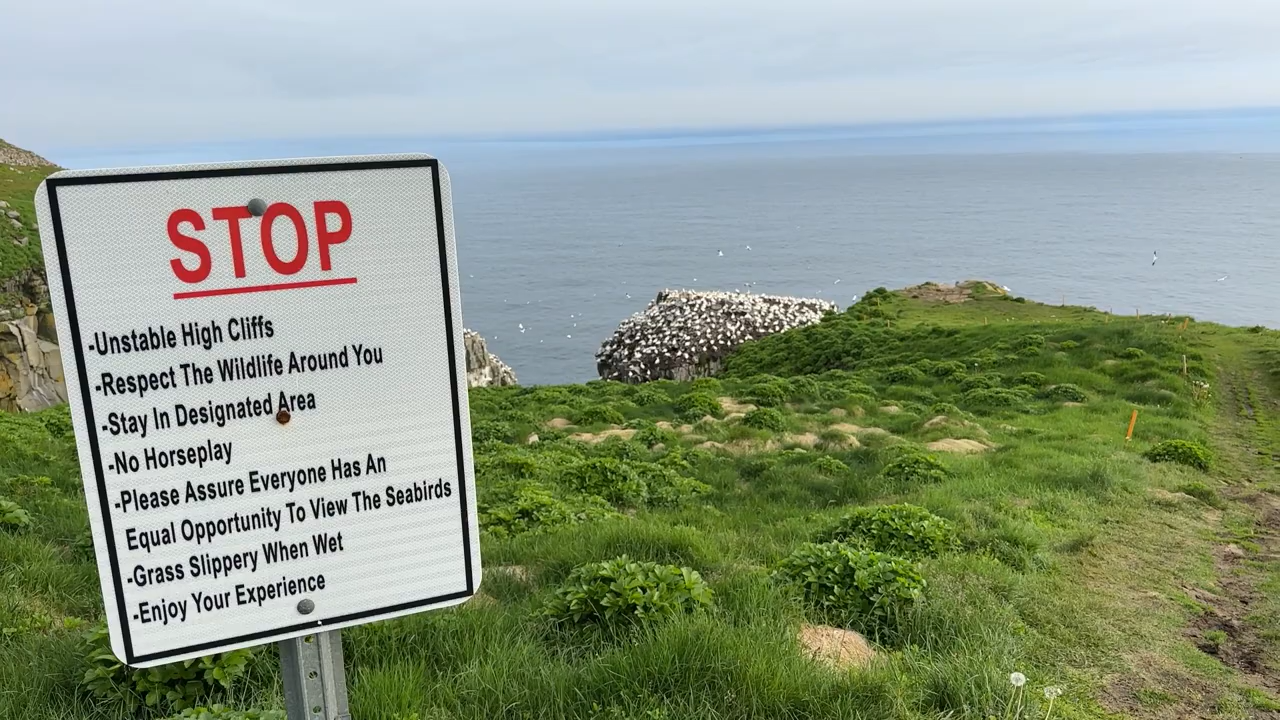 STOP
-Unstable High Cliffs
-Respect The Wildlife Around You
-Stay In Designated Area
-No Horseplay
-Please Assure Everyone Has An
Equal Opportunity To View The Seabirds
-Grass Slippery When Wet
-Enjoy Your Experience